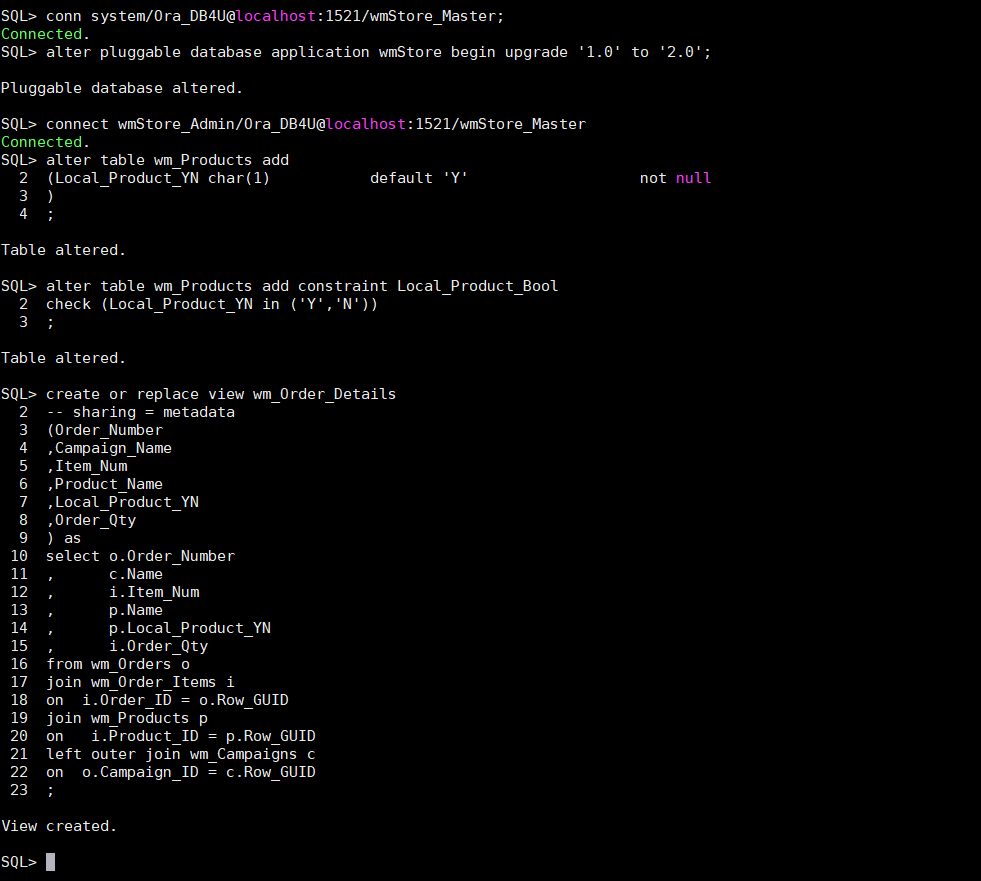 SQL> conn system/Ora_DB4U@localhost:1521/wmStore_Master;
Connected.
SQL> alter pluggable database application wmStore begin upgrade '1.0' to '2.0';
Pluggable database altered.
SQL> connect wmStore_Admin/Ora_DB4U@localhost:1521/wmStore_Master
Connected.
SQL> alter table wm_Products add
2 (Local_Product_YN char(1) default 'Y' not null
3 )
4 ;
Table altered.
SQL> alter table wm_Products add constraint Local_Product_Bool
2 check (Local_Product_YN in ('Y','N'))
3 ;
Table altered.
SQL> create or replace view wm_Order_Details
2 -- sharing = metadata
3 (Order_Number
4 ,Campaign_Name
5 ,Item_Num
6 ,Product_Name
7 ,Local_Product_YN
8 ,Order_Qty
9 ) as
10 select o.Order_Number
11 , c.Name
12 , i.Item_Num
13 , p.Name
14 , p.Local_Product_YN
15 , i.Order_Qty
16 from wm_Orders o
17 join wm_Order_Items i
18 on i.Order_ID = o.Row_GUID
19 join wm_Products p
20 on i.Product_ID = p.Row_GUID
21 left outer join wm_Campaigns c
22 on o.Campaign_ID = c.Row_GUID
23 ;
View created.
SQL>